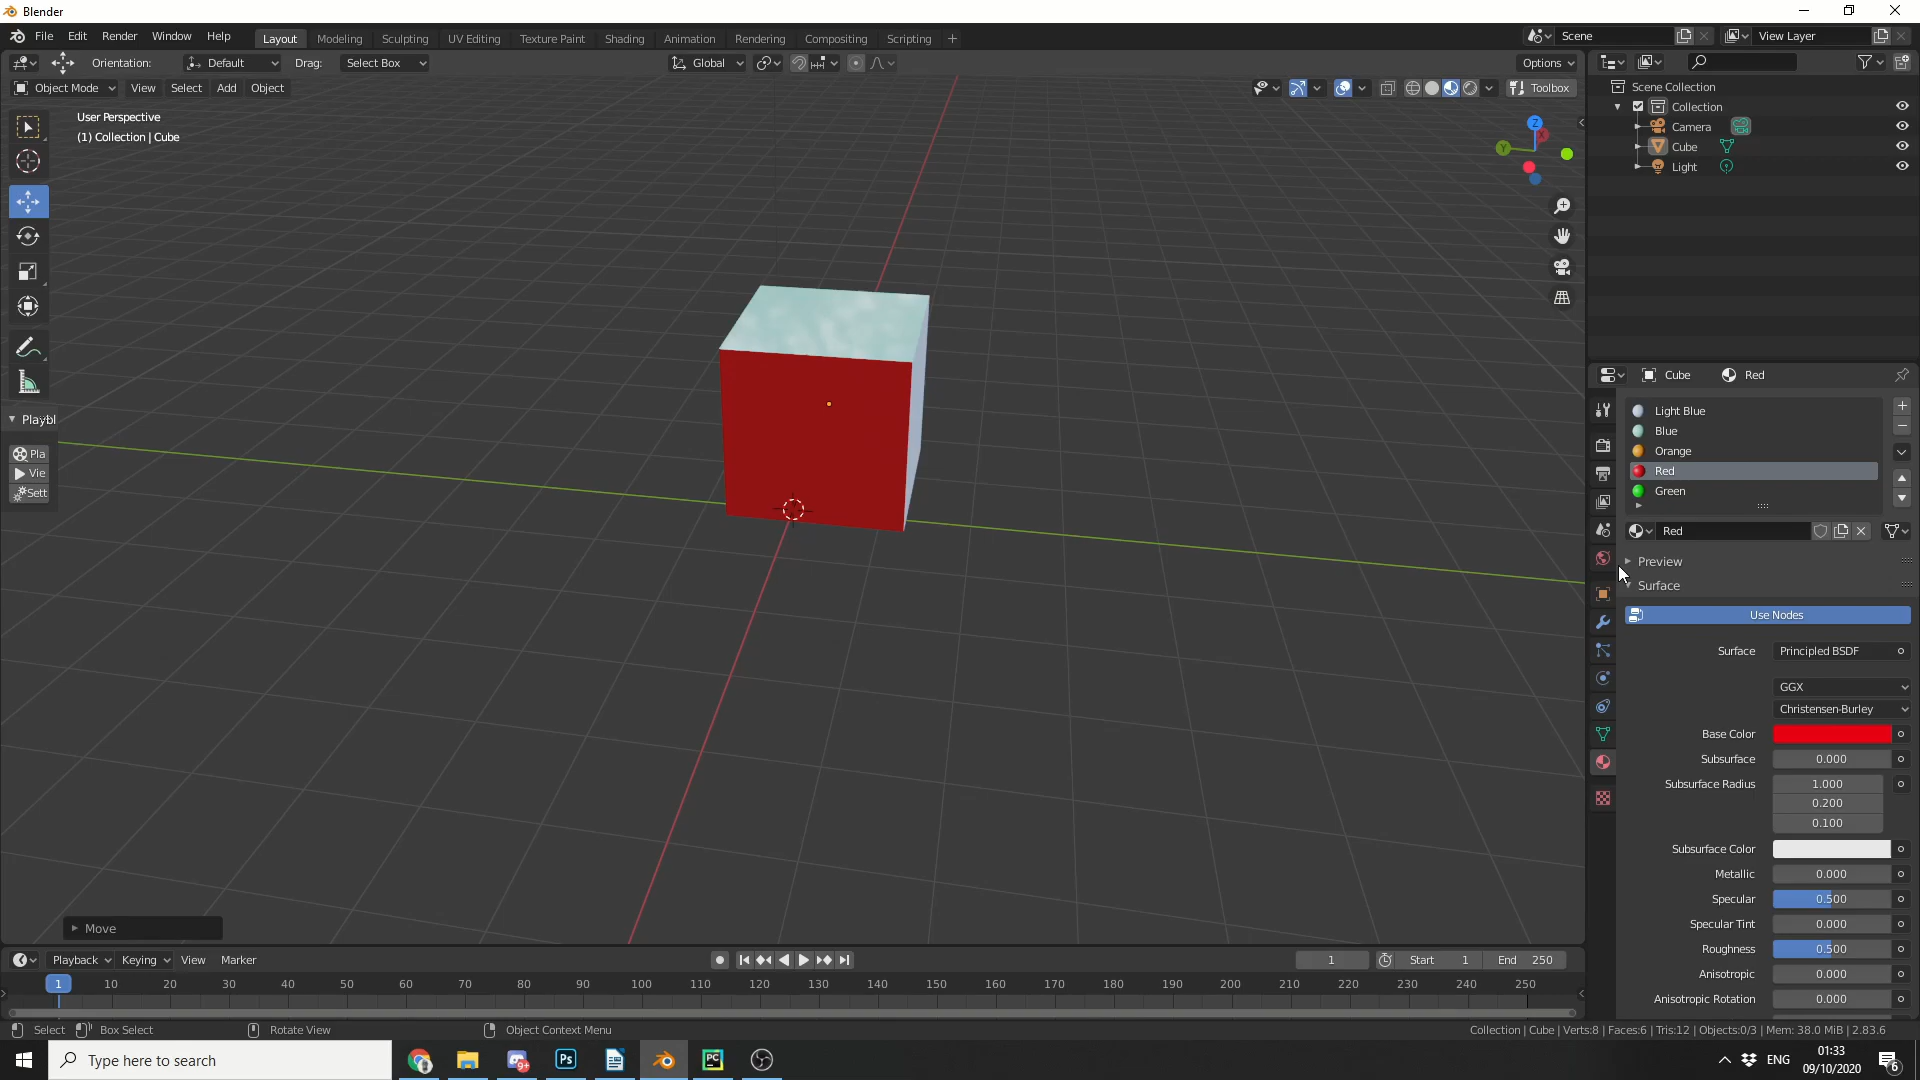 Blender
File Edit Render Window Help Layout Modeling Sculpting UV Editing Texture Paint Shading Animation Rendering Compositing Scripting + Scene View Layer
Orientation: Default Drag: Select Box Global Options
Object Mode View Select Add Object Toolbox
User Perspective
(1) Collection | Cube
Z
Y
Scene Collection
Collection
Camera
Cube
Light
Playbl
Pla
Vie
Sett
Cube Red
Light Blue
Blue
Orange
Red
Green
Red
Preview
Surface
Use Nodes
Surface Principled BSDF
GGX
Christensen-Burley
Base Color
Subsurface 0.000
Subsurface Radius 1.000
0.200
0.100
Subsurface Color
Metallic 0.000
Specular 0.500
Specular Tint 0.000
Roughness 0.500
Anisotropic 0.000
Anisotropic Rotation 0.000
Move
Playback Keying View Marker 1 Start 1 End 250
1 10 20 30 40 50 60 70 80 90 100 110 120 130 140 150 160 170 180 190 200 210 220 230 240 250
Select Box Select Rotate View Object Context Menu Collection | Cube | Verts:8 | Faces:6 | Tris:12 | Objects:0/3 | Mem: 38.0 MiB | 2.83.6
Type here to search 9+ Ps PC ENG 01:33
09/10/2020 6